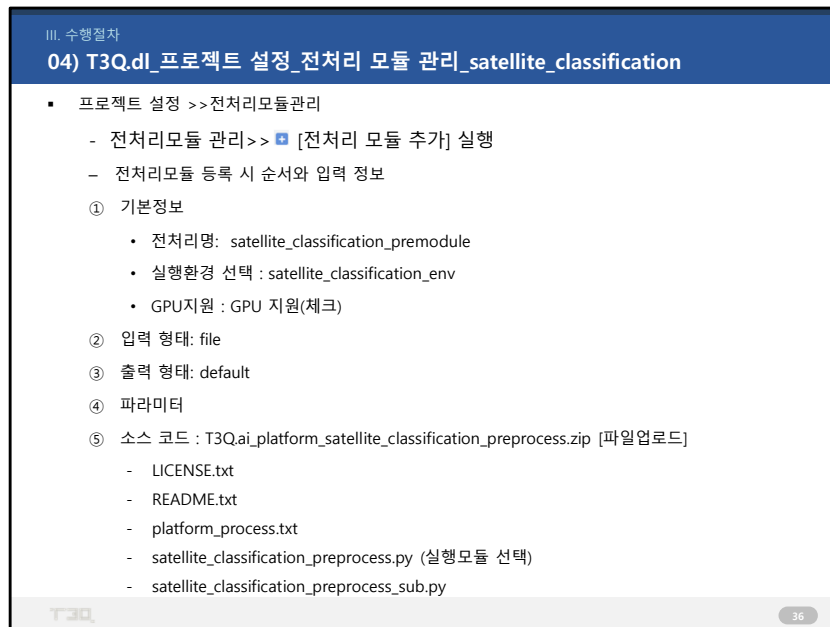 III. 수행절차
04) T3Q.dl_프로젝트 설정_전처리 모듈 관리_satellite_classification
▪ 프로젝트 설정 >>전처리모듈관리
- 전처리모듈 관리>> [전처리 모듈 추가] 실행
– 전처리모듈 등록 시 순서와 입력 정보
① 기본정보
• 전처리명: satellite_classification_premodule
• 실행환경 선택 : satellite_classification_env
• GPU지원 : GPU 지원(체크)
② 입력 형태: file
③ 출력 형태: default
④ 파라미터
⑤ 소스 코드 : T3Q.ai_platform_satellite_classification_preprocess.zip [파일업로드]
- LICENSE.txt
- README.txt
- platform_process.txt
- satellite_classification_preprocess.py (실행모듈 선택)
- satellite_classification_preprocess_sub.py
T3Q
36